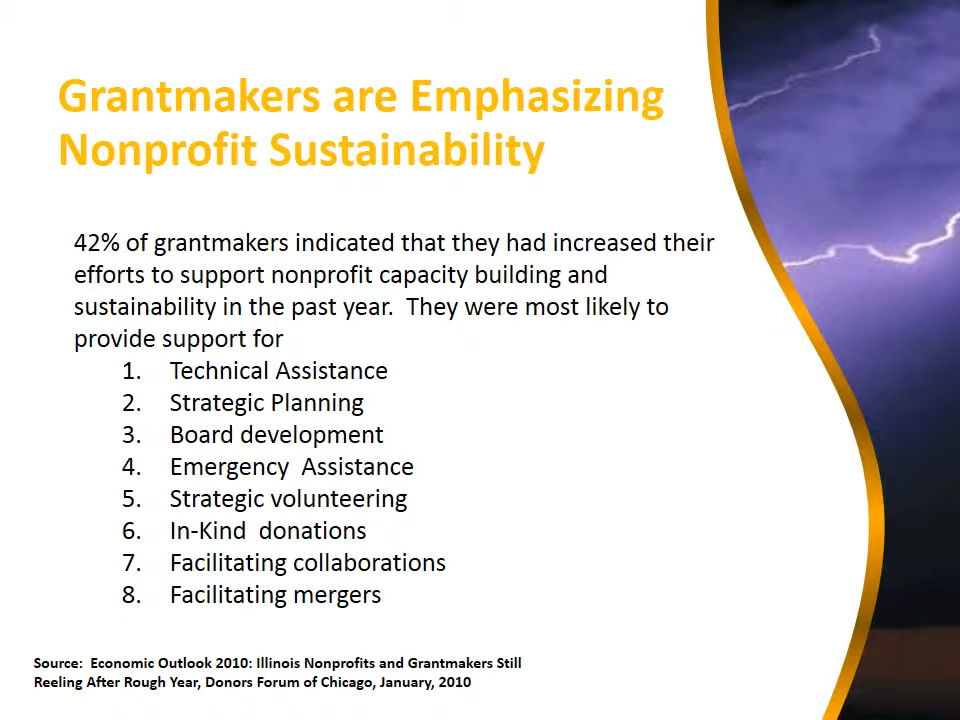 Grantmakers are Emphasizing
Nonprofit Sustainability
42% of grantmakers indicated that they had increased their
efforts to support nonprofit capacity building and
sustainability in the past year.  They were most likely to
provide support for
1. Technical Assistance
2. Strategic Planning
3. Board development
4. Emergency  Assistance
5. Strategic volunteering
6. In-Kind  donations
7. Facilitating collaborations
8. Facilitating mergers
Source:  Economic Outlook 2010: Illinois Nonprofits and Grantmakers Still
Reeling After Rough Year, Donors Forum of Chicago, January, 2010